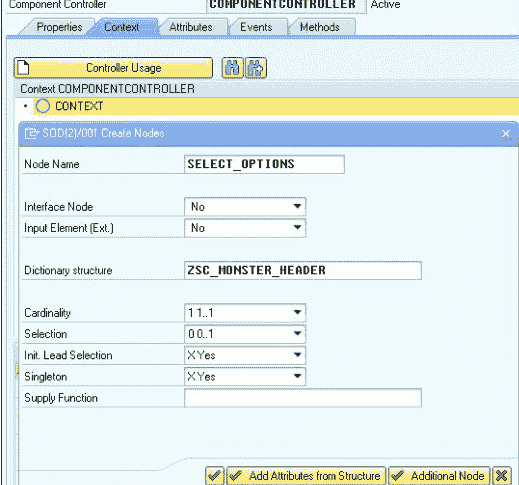 Component Controller COMPONENTCONTROLLER Active
Properties Context Attributes Events Methods
Controller Usage
Context COMPONENTCONTROLLER
CONTEXT
SOD(2)/001 Create Nodes
Node Name SELECT_OPTIONS
Interface Node No
Input Element (Ext.) No
Dictionary structure ZSC_MONSTER_HEADER
Cardinality 1 1..1
Selection 0 0..1
Init. Lead Selection X Yes
Singleton X Yes
Supply Function
Add Attributes from Structure Additional Node